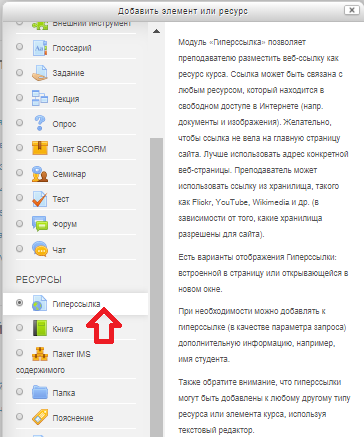 Добавить элемент или ресурс
Внешний инструмент
Глоссарий
Задание
Лекция
Опрос
Пакет SCORM
Семинар
Тест
Форум
Чат
РЕСУРСЫ
Гиперссылка
Книга
Пакет IMS
содержимого
Папка
Пояснение
Модуль «Гиперссылка» позволяет
преподавателю разместить веб-ссылку как
ресурс курса. Ссылка может быть связана с
любым ресурсом, который находится в
свободном доступе в Интернете (напр.
документы и изображения). Желательно,
чтобы ссылка не вела на главную страницу
сайта. Лучше использовать адрес конкретной
веб-страницы. Преподаватель может
использовать ссылку из хранилища, такого
как Flickr, YouTube, Wikimedia и др. (в
зависимости от того, какие хранилища
разрешены для сайта).
Есть варианты отображения Гиперссылки:
встроенной в страницу или открывающейся в
новом окне.
При необходимости можно добавлять к
гиперссылке (в качестве параметра запроса)
дополнительную информацию, например,
имя студента.
Также обратите внимание, что гиперссылки
могут быть добавлены к любому другому типу
ресурса или элемента курса, используя
текстовый редактор.